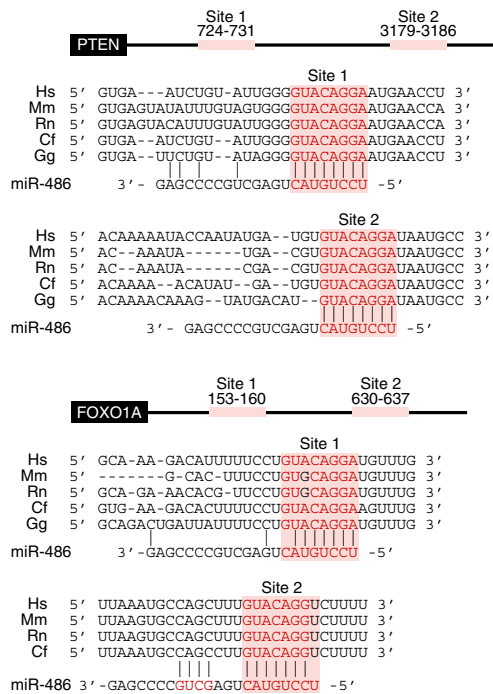 Site 1 Site 2
PTEN 724-731 3179-3186
Site 1
Hs 5′ GUGA---AUCUGU-AUUGGGGUACAGGAAUGAACCU 3′
Mm 5′ GUGAGUAUAUUUGUAGUGGGGUACAGGAAUGAACCA 3′
Rn 5′ GUGAGUACAUUUGUAUUGGGGUACAGGAAUGAACCA 3′
Cf 5′ GUGA--AUCUGU--AUUGGGGUACAGGAAUGAACCU 3′
Gg 5′ GUGA--UUCUGU--AUAGGGGUACAGGAAUGAACCU 3′
miR-486 3′- GAGCCCCGUCGAGUCAUGUCCU -5′
Site 2
Hs 5′ ACAAAAAUACCAAUAUGA--UGUGUACAGGAUAAUGCC 3′
Mm 5′ AC--AAAUA------UGA--CGUGUACAGGAUAAUGCC 3′
Rn 5′ AC--AAAUA------CGA--CGUGUACAGGAUAAUGCC 3′
Cf 5′ ACAAAA--ACAUAU--GA--UGUGUACAGGAUAAUGCC 3′
Gg 5′ ACAAAACAAAG--UAUGACAU--GUACAGGAUAAUGCC 3′
miR-486 3′- GAGCCCCGUCGAGUCAUGUCCU -5′
Site 1 Site 2
FOXO1A 153-160 630-637
Site 1
Hs 5′ GCA-AA-GACAUUUUUCCUGUACAGGAUGUUUG 3′
Mm 5′ -------G-CAC-UUUCCUGUGCAGGAUGUUUG 3′
Rn 5′ GCA-GA-AACACG-UUCCUGUGCAGGAUGUUUG 3′
Cf 5′ GUG-AA-GACACUUUUCCUGUACAGGAAGUUUG 3′
Gg 5′ GCAGACUGAUUAUUUUCCUGUACAGGAUGUUUG 3′
miR-486 3′- GAGCCCCGUCGAGUCAUGUCCU -5′
Site 2
Hs 5′ UUAAAUGCCAGCUUUGUACAGGUCUUUU 3′
Mm 5′ UUAAGUGCCAGCUUUGUACAGGUCUUUU 3′
Rn 5′ UUAAGUGCCAGCUUUGUACAGGUCUUUU 3′
Cf 5′ UUAAAUGCCAGCCUUGUACAGGUCUUUU 3′
miR-486 3′-GAGCCCCGUCGAGUCAUGUCCU -5′